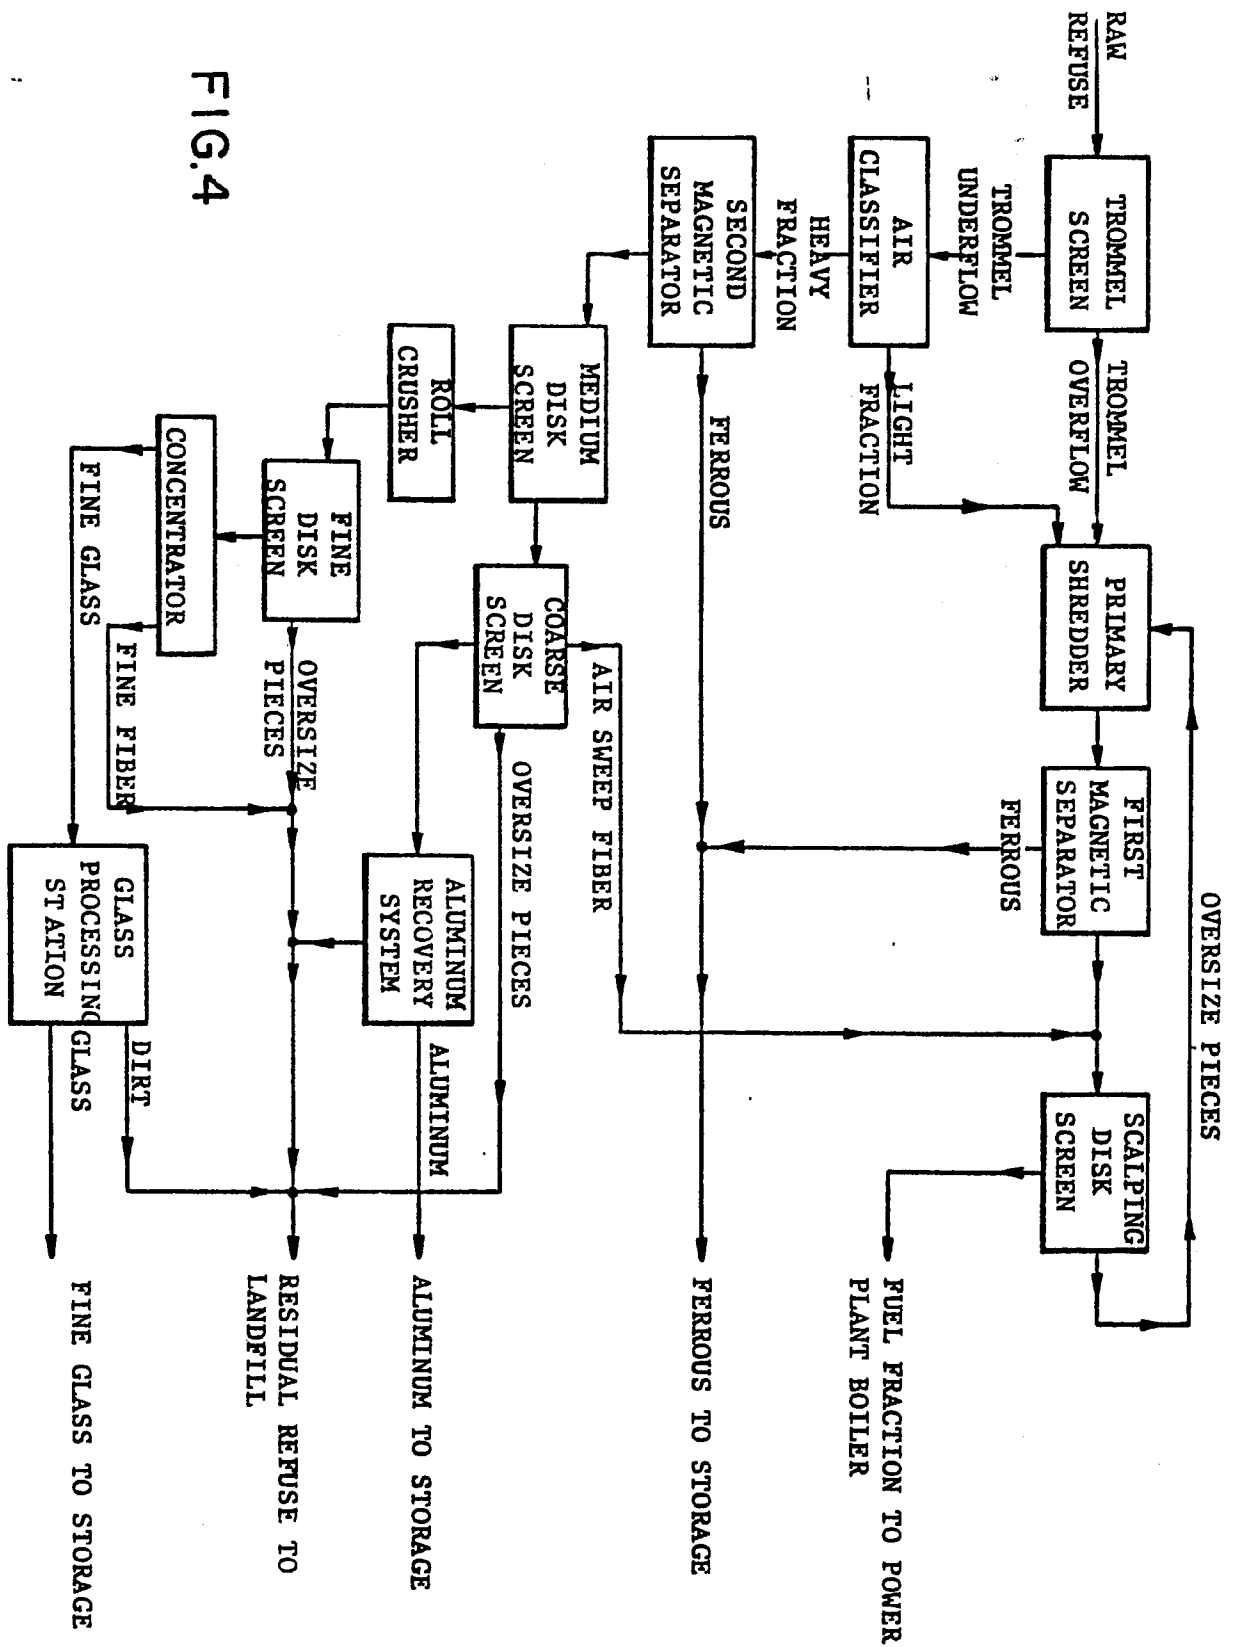 RAW
REFUSE
TROMMEL
SCREEN
TROMMEL
OVERFLOW
PRIMARY
SHREDDER
FIRST
MAGNETIC
SEPARATOR
OVERSIZE PIECES
SCALPING
DISK
SCREEN
TROMMEL
UNDERFLOW
AIR
CLASSIFIER
LIGHT
FRACTION
FERROUS
FUEL FRACTION TO POWER
PLANT BOILER
HEAVY
FRACTION
SECOND
MAGNETIC
SEPARATOR
FERROUS
FERROUS TO STORAGE
MEDIUM
DISK
SCREEN
COARSE
DISK
SCREEN
AIR SWEEP FIBER
OVERSIZE PIECES
ROLL
CRUSHER
ALUMINUM
RECOVERY
SYSTEM
ALUMINUM
ALUMINUM TO STORAGE
FINE
DISK
SCREEN
OVERSIZE
PIECES
RESIDUAL REFUSE TO
LANDFILL
CONCENTRATOR
FINE GLASS
FINE FIBER
GLASS
PROCESSING
STATION
DIRT
GLASS
FINE GLASS TO STORAGE
FIG.4